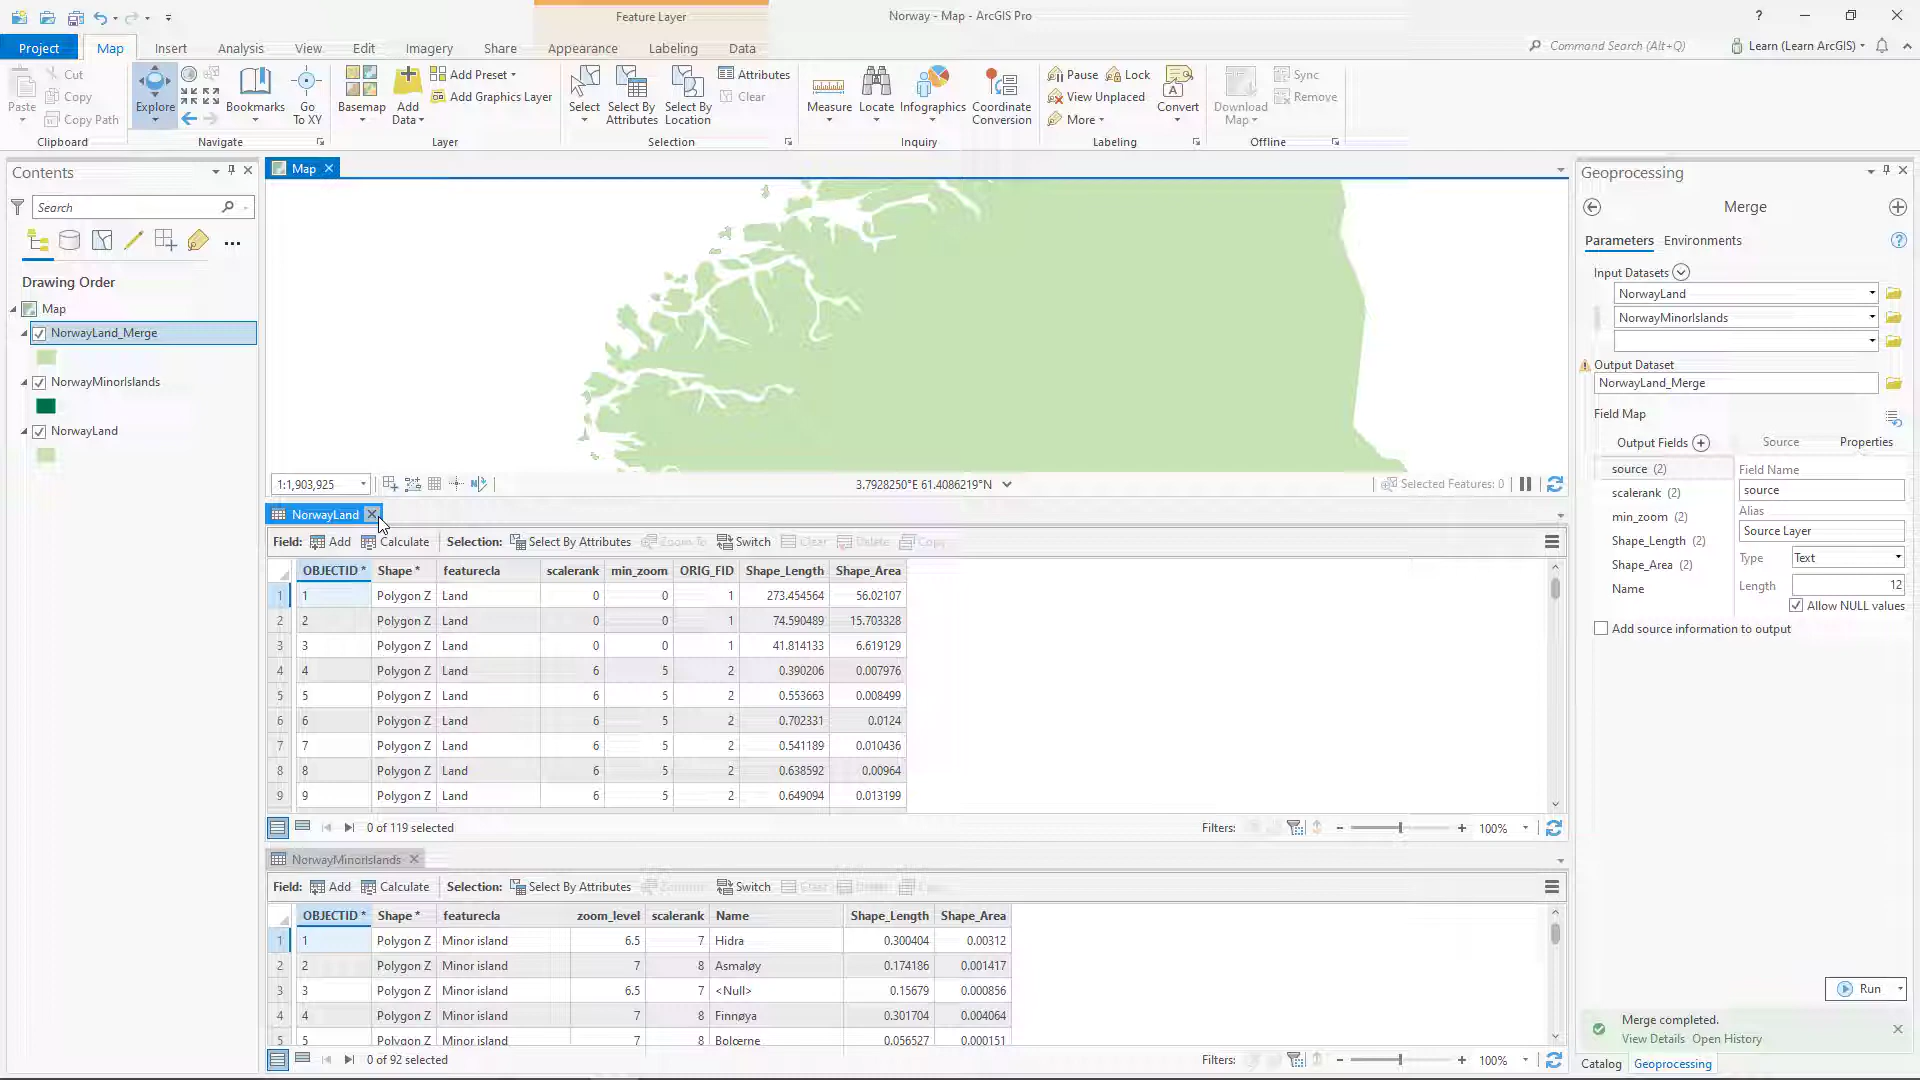 Feature Layer
Norway - Map - ArcGIS Pro
?
Project Map Insert Analysis View Edit Imagery Share Appearance Labeling Data
Command Search (Alt+Q)
Learn (Learn ArcGIS)
Paste
Cut
Copy
Copy Path
Clipboard
Explore
Bookmarks
Go To XY
Navigate
Basemap
Add Data
Add Preset
Add Graphics Layer
Layer
Select
Select By Attributes
Select By Location
Attributes
Clear
Selection
Measure
Locate
Infographics
Coordinate Conversion
Inquiry
Pause
Lock
View Unplaced
More
Convert
Labeling
Download Map
Sync
Remove
Offline
Contents
Search
Drawing Order
Map
NorwayLand_Merge
NorwayMinorIslands
NorwayLand
Map
1:1,903,925
3.7928250°E 61.4086219°N
Selected Features: 0
NorwayLand
Field: Add Calculate Selection: Select By Attributes Zoom To Switch Clear Delete Copy
OBJECTID * Shape * featurecla scalerank min_zoom ORIG_FID Shape_Length Shape_Area
1 1 Polygon Z Land 0 0 1 273.454564 56.02107
2 2 Polygon Z Land 0 0 1 74.590489 15.703328
3 3 Polygon Z Land 0 0 1 41.814133 6.619129
4 4 Polygon Z Land 6 5 2 0.390206 0.007976
5 5 Polygon Z Land 6 5 2 0.553663 0.008499
6 6 Polygon Z Land 6 5 2 0.702331 0.0124
7 7 Polygon Z Land 6 5 2 0.541189 0.010436
8 8 Polygon Z Land 6 5 2 0.638592 0.00964
9 9 Polygon Z Land 6 5 2 0.649094 0.013199
0 of 119 selected
Filters:
100%
NorwayMinorIslands
Field: Add Calculate Selection: Select By Attributes Switch
OBJECTID * Shape * featurecla zoom_level scalerank Name Shape_Length Shape_Area
1 1 Polygon Z Minor island 6.5 7 Hidra 0.300404 0.00312
2 2 Polygon Z Minor island 7 8 Asmaløy 0.174186 0.001417
3 3 Polygon Z Minor island 6.5 7 <Null> 0.15679 0.000856
4 4 Polygon Z Minor island 7 8 Finnøya 0.301704 0.004064
5 5 Polygon Z Minor island 7 8 Bolærne 0.056527 0.000151
0 of 92 selected
Filters:
100%
Geoprocessing
Merge
Parameters Environments
?
Input Datasets
NorwayLand
NorwayMinorIslands
Output Dataset
NorwayLand_Merge
Field Map
Output Fields
Source Properties
source (2)
scalerank (2)
min_zoom (2)
Shape_Length (2)
Shape_Area (2)
Name
Field Name
source
Alias
Source Layer
Type Text
Length 12
Allow NULL values
Add source information to output
Run
Merge completed.
View Details Open History
Catalog Geoprocessing